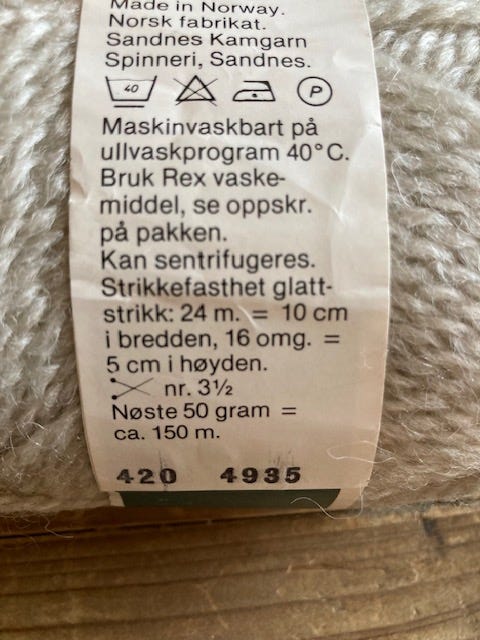 Made in Norway.
Norsk fabrikat.
Sandnes Kamgarn
Spinneri, Sandnes.
40 P
Maskinvaskbart på
ullvaskprogram 40°C.
Bruk Rex vaske-
middel, se oppskr.
på pakken.
Kan sentrifugeres.
Strikkefasthet glatt-
strikk: 24 m. = 10 cm
i bredden, 16 omg. =
5 cm i høyden.
nr. 3½
Nøste 50 gram =
ca. 150 m.
420 4935